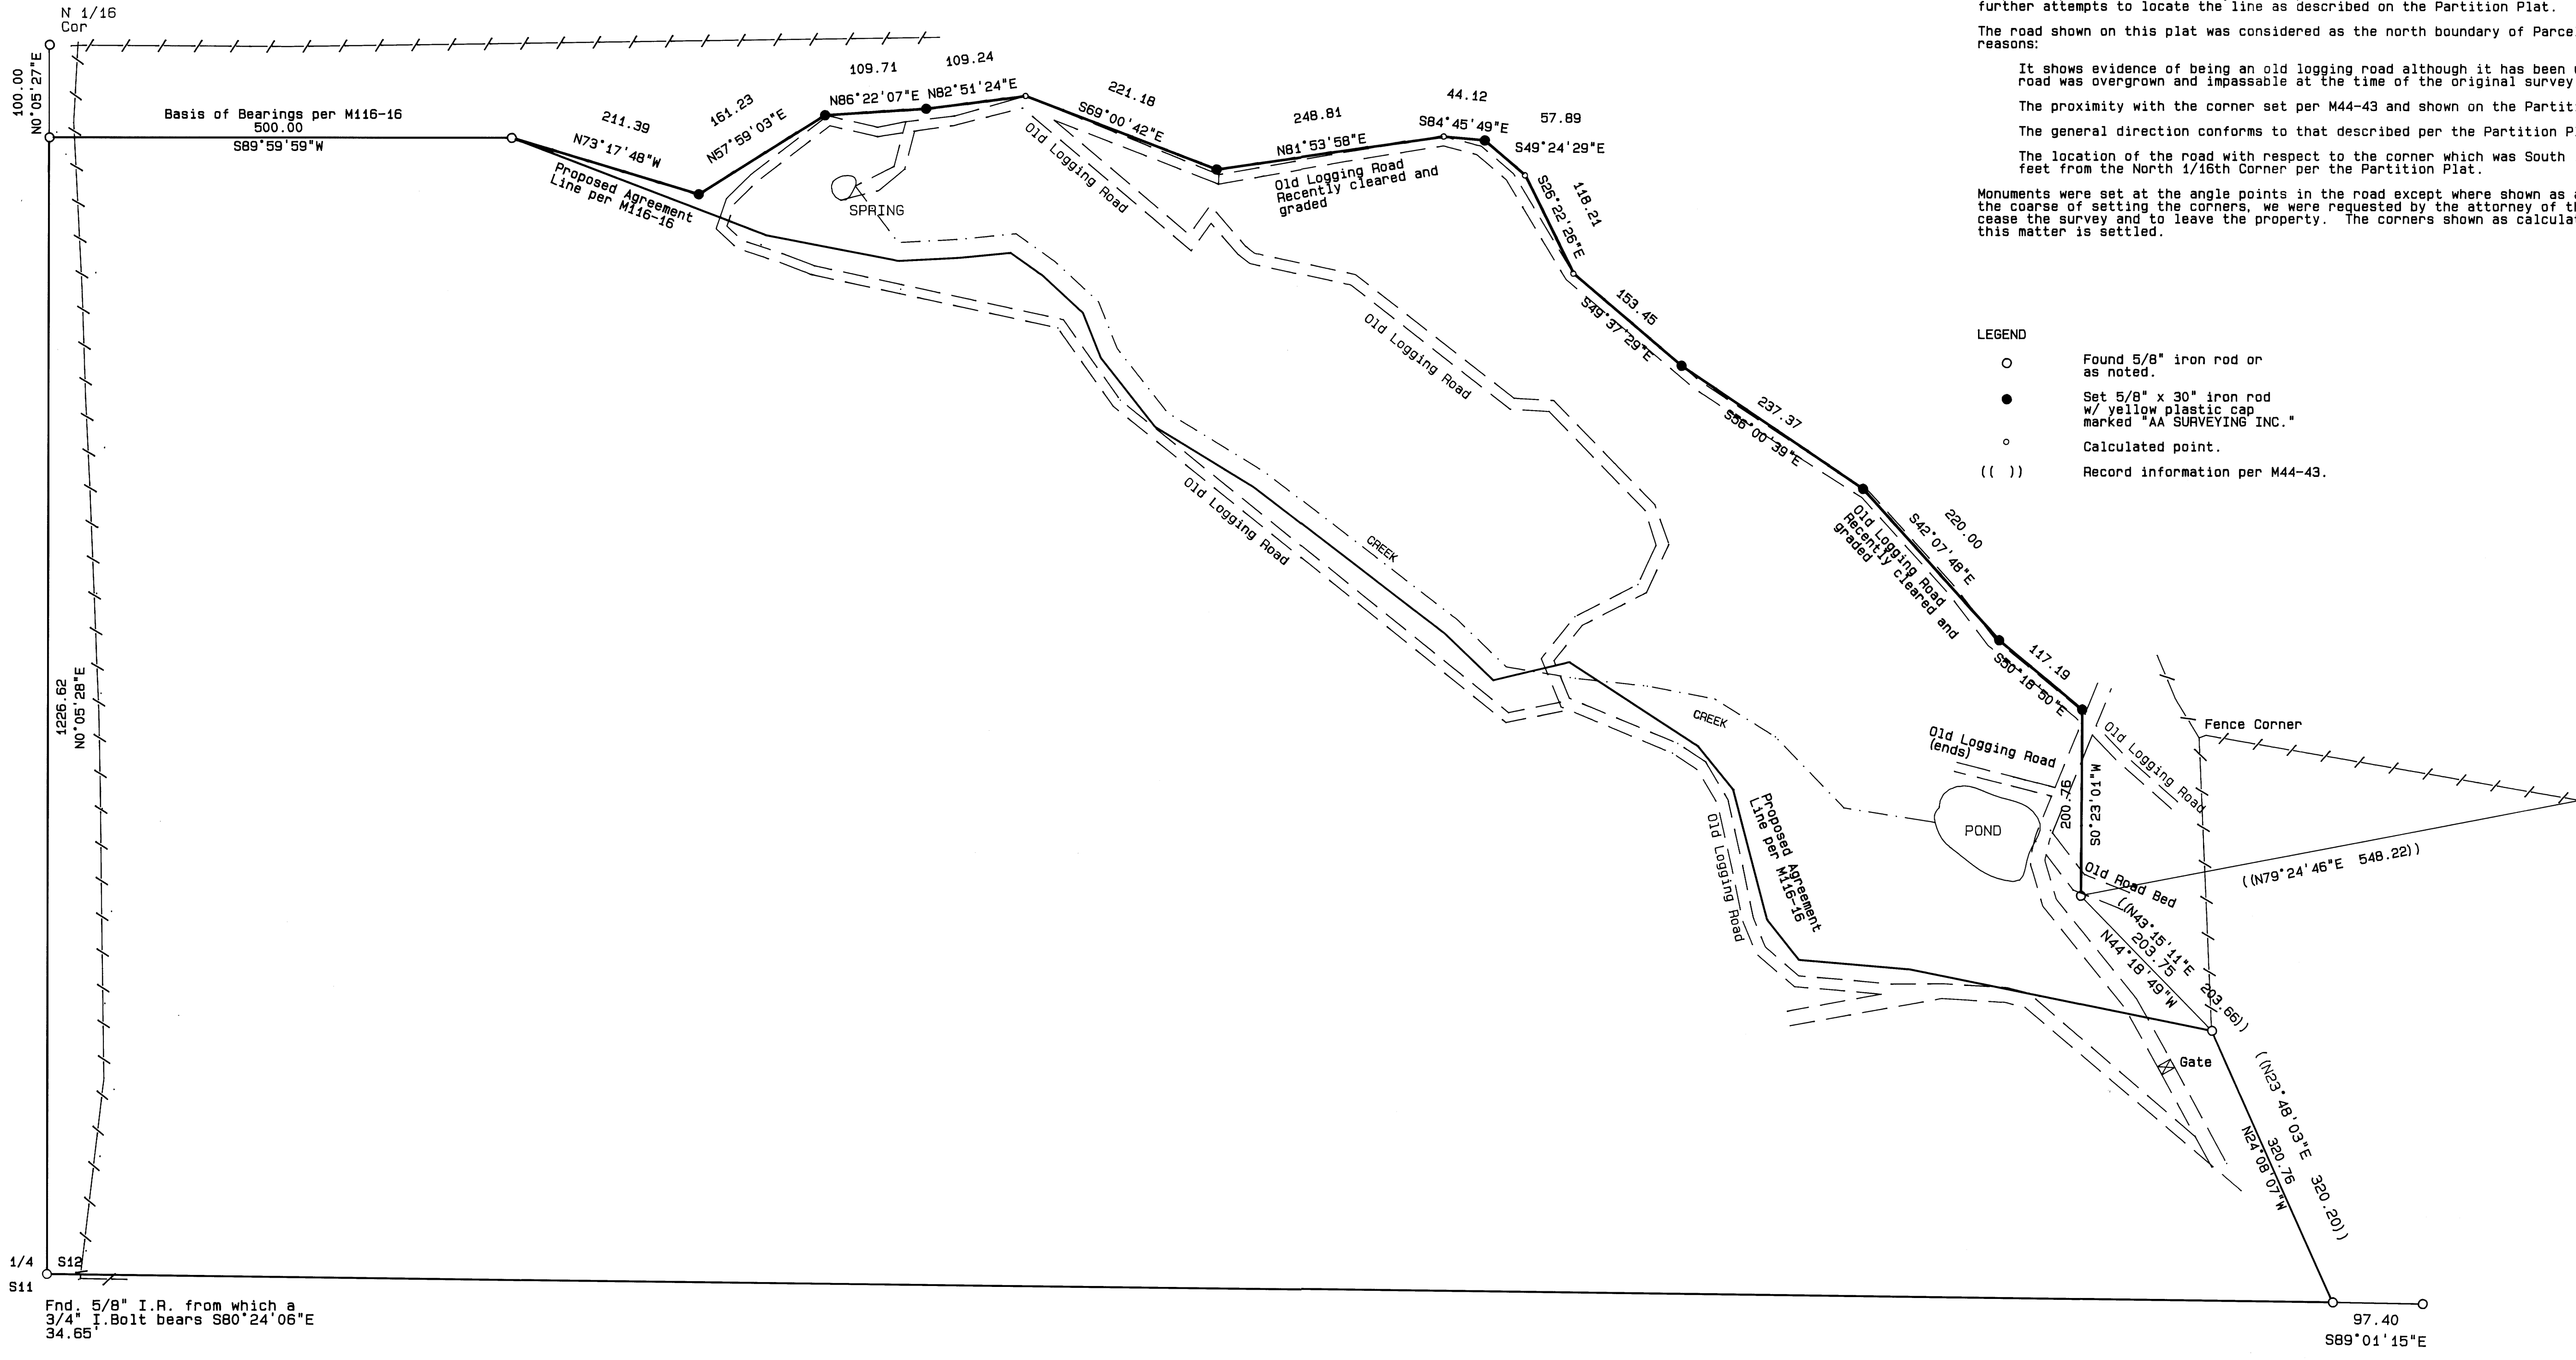 N 1/16
Cor
100.00
N0°05'27"E
Basis of Bearings per M116-16
500.00
S89°59'59"W
211.39
N73°17'48"W
Proposed Agreement
Line per M116-16
161.23
N57°59'03"E
109.71
N86°22'07"E
109.24
N82°51'24"E
SPRING
Old Logging Road
221.18
S69°00'42"E
248.81
N81°53'58"E
Old Logging Road
Recently cleared and
graded
44.12
S84°45'49"E
57.89
S49°24'29"E
118.21
S26°22'26"E
153.45
S49°37'29"E
237.37
S56°00'39"E
220.00
S42°07'48"E
Old Logging Road
Recently cleared and
graded
117.19
S50°18'50"E
Old Logging Road
Old Logging Road
CREEK
CREEK
Old Logging Road
(ends)
Old Logging Road
Fence Corner
200.76
S0°23'01"W
POND
Old Road Bed
((N79°24'46"E 548.22))
((N43°15'11"E 203.66))
203.75
N44°18'49"W
Proposed Agreement
Line per M116-16
Old Logging Road
Gate
((N23°48'03"E 320.20))
320.76
N24°08'07"W
1226.62
N0°05'28"E
1/4 S12
S11
Fnd. 5/8" I.R. from which a
3/4" I.Bolt bears S80°24'06"E
34.65'
97.40
S89°01'15"E
further attempts to locate the line as described on the Partition Plat.
The road shown on this plat was considered as the north boundary of Parce
reasons:
It shows evidence of being an old logging road although it has been
road was overgrown and impassable at the time of the original survey
The proximity with the corner set per M44-43 and shown on the Partit
The general direction conforms to that described per the Partition P
The location of the road with respect to the corner which was South
feet from the North 1/16th Corner per the Partition Plat.
Monuments were set at the angle points in the road except where shown as
the coarse of setting the corners, we were requested by the attorney of th
cease the survey and to leave the property. The corners shown as calculat
this matter is settled.
LEGEND
Found 5/8" iron rod or
as noted.
Set 5/8" x 30" iron rod
w/ yellow plastic cap
marked "AA SURVEYING INC."
Calculated point.
(( )) Record information per M44-43.